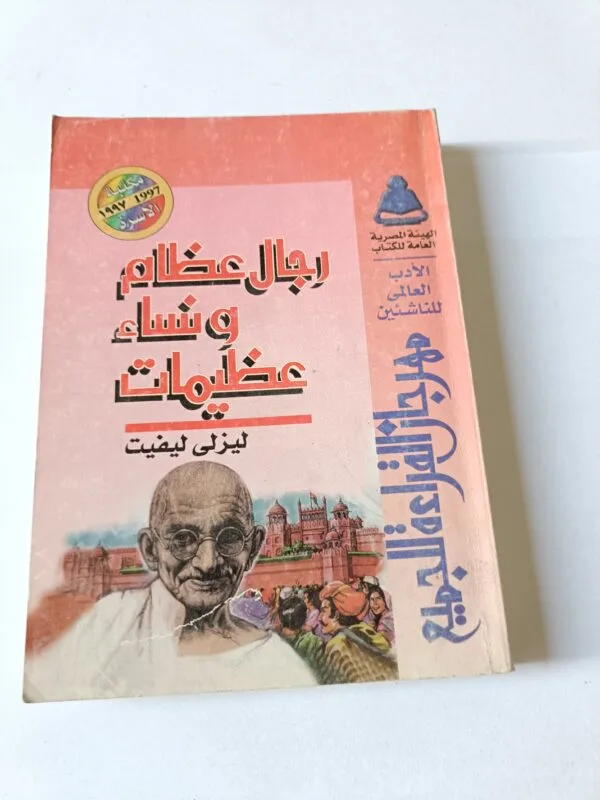 مكتبة
١٩٩٧ 1997
الأسرة
الهيئة المصرية
العامة للكتاب
الأدب
العالمى
للناشئين
مهرجان القراءة للجميع
رجال عظام
ونساء
عظيمات
ليزلى ليفيت